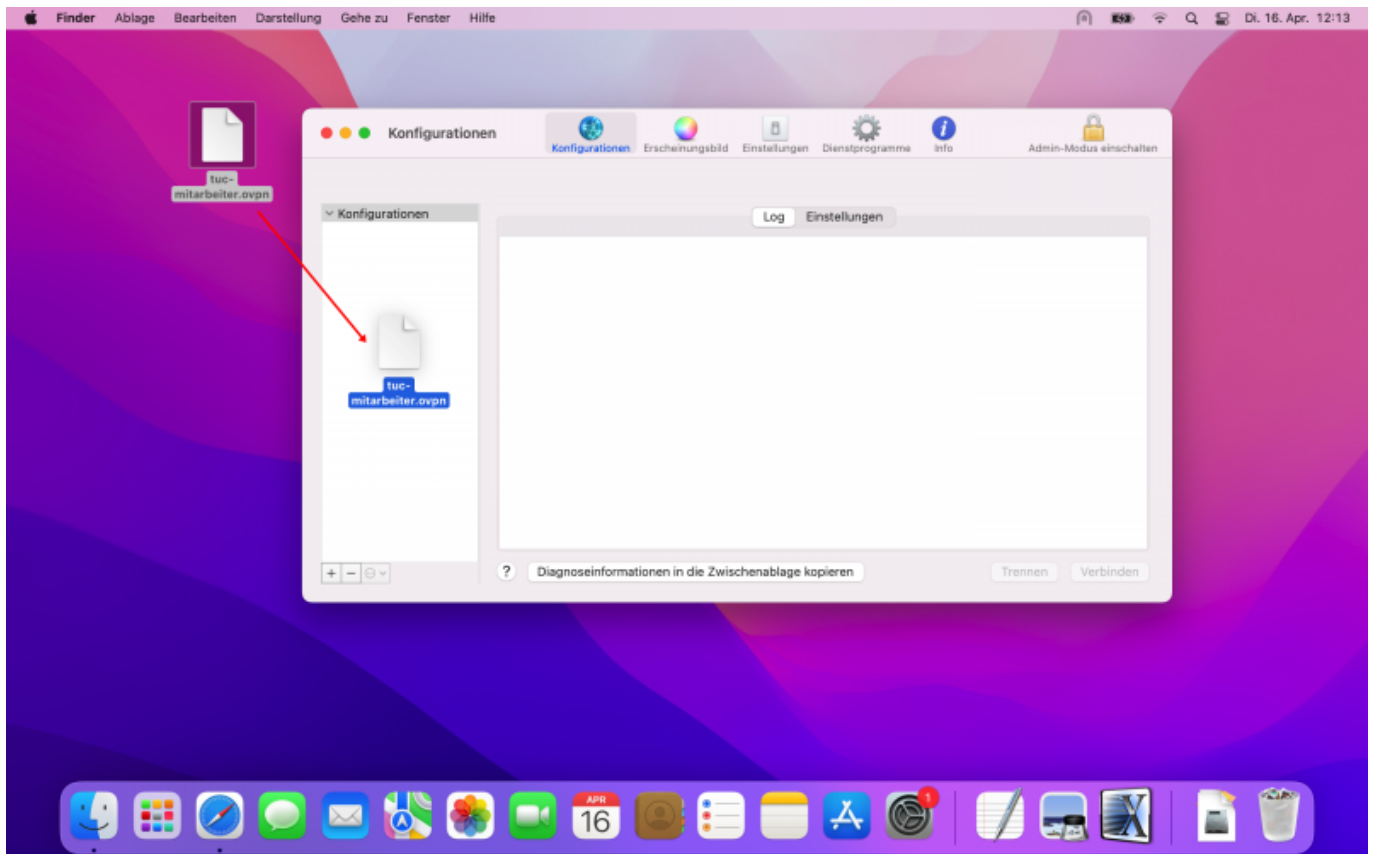 Finder Ablage Bearbeiten Darstellung Gehe zu Fenster Hilfe Di. 16. Apr. 12:13
tuc-
mitarbeiter.ovpn
Konfigurationen
Konfigurationen Erscheinungsbild Einstellungen Dienstprogramme Info Admin-Modus einschalten
Konfigurationen
Log Einstellungen
tuc-
mitarbeiter.ovpn
+ − ? Diagnoseinformationen in die Zwischenablage kopieren Trennen Verbinden
APR
16
1